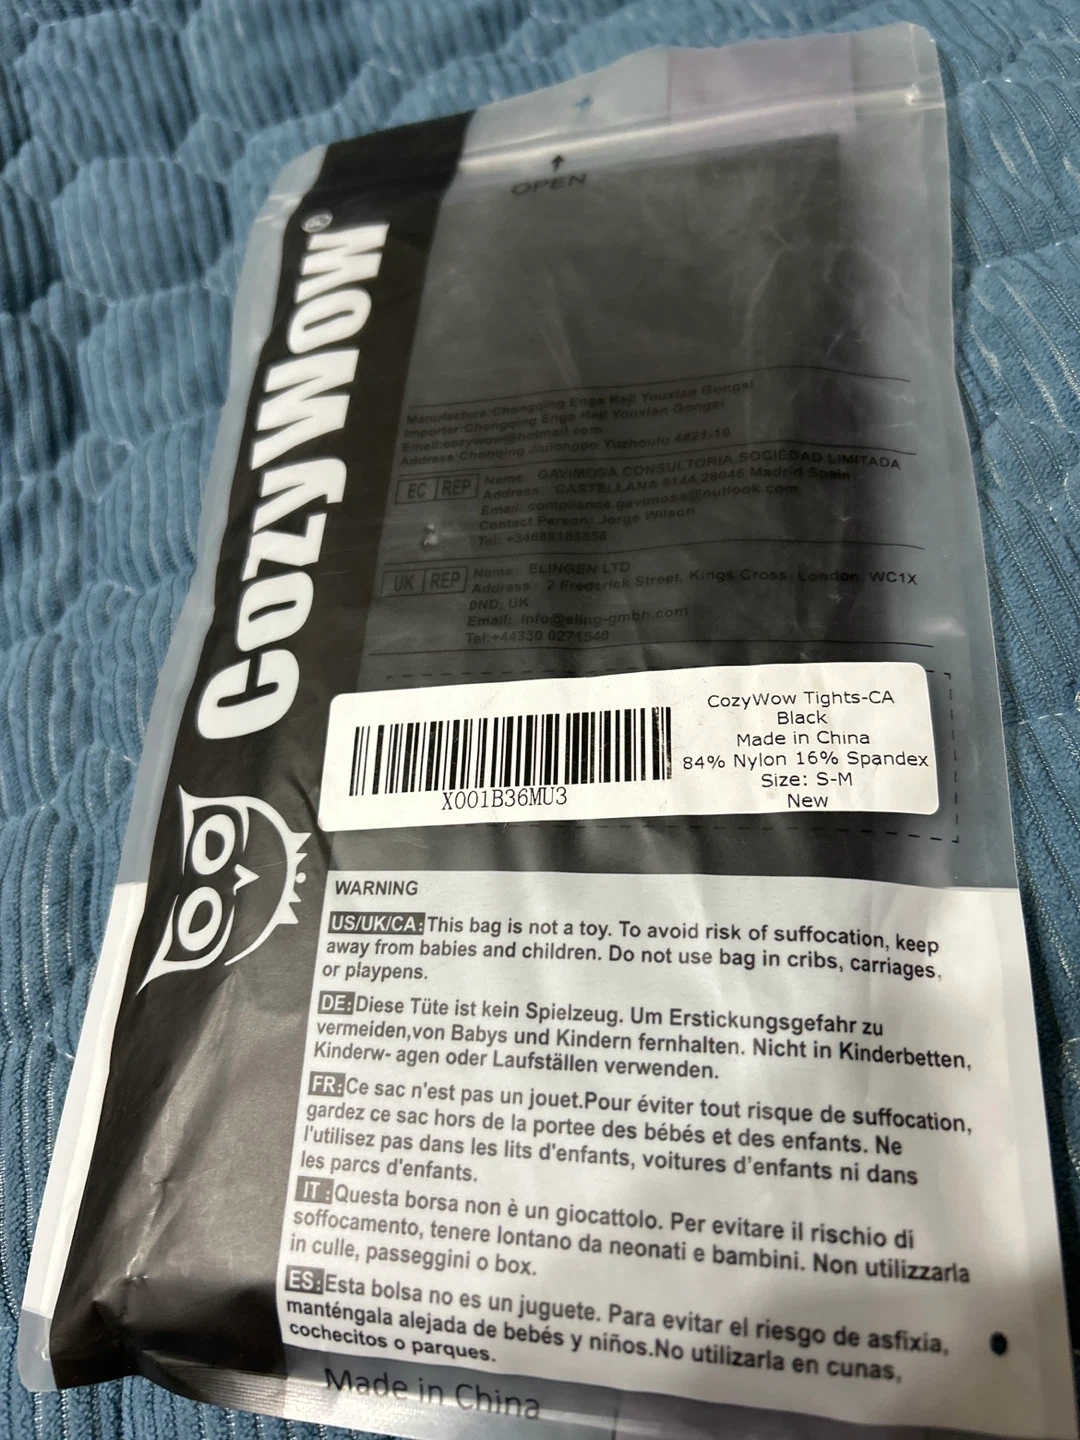 COZYWOW®
OPEN
Manufacture:Chongqing Enge Keji Youxian Gongsi
Importer:Chongqing Enge Keji Youxian Gongsi
Email:cozywow@hotmail.com
Address:Chonqing Jiulongpo Yuzhoulu 4#21-10
EC REP
Name: GAVIMOSA CONSULTORIA,SOCIEDAD LIMITADA
Address: CASTELLANA 9144,28046 Madrid Spain
Email: compliance.gavimosa@outlook.com
Contact Person: Jorge Wilson
UK REP
Name: ELINGEN LTD
Address: 2 Frederick Street, Kings Cross, London, WC1X
0ND, UK
Email: info@eling-gmbh.com
Tel:+44330 0271540
CozyWow Tights-CA
Black
Made in China
84% Nylon 16% Spandex
Size: S-M
New
X001B36MU3
WARNING
US/UK/CA:This bag is not a toy. To avoid risk of suffocation, keep
away from babies and children. Do not use bag in cribs, carriages,
or playpens.
DE:Diese Tüte ist kein Spielzeug. Um Erstickungsgefahr zu
vermeiden,von Babys und Kindern fernhalten. Nicht in Kinderbetten,
Kinderw- agen oder Laufställen verwenden.
FR:Ce sac n'est pas un jouet.Pour éviter tout risque de suffocation,
gardez ce sac hors de la portee des bébés et des enfants. Ne
l'utilisez pas dans les lits d'enfants, voitures d'enfants ni dans
les parcs d'enfants.
IT:Questa borsa non è un giocattolo. Per evitare il rischio di
soffocamento, tenere lontano da neonati e bambini. Non utilizzarla
in culle, passeggini o box.
ES:Esta bolsa no es un juguete. Para evitar el riesgo de asfixia,
manténgala alejada de bebés y niños.No utilizarla en cunas,
cochecitos o parques.
Made in China